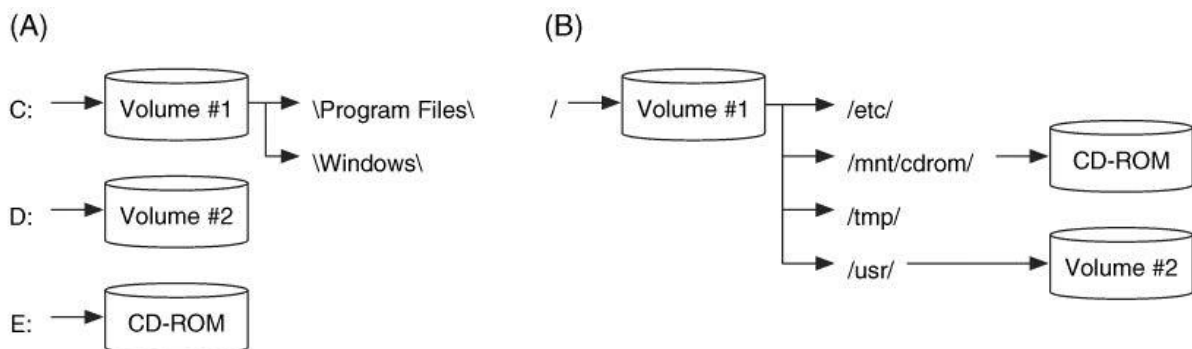 (A)
C:
Volume #1
\Program Files\
\Windows\
D:
Volume #2
E:
CD-ROM
(B)
/
Volume #1
/etc/
/mnt/cdrom/
CD-ROM
/tmp/
/usr/
Volume #2